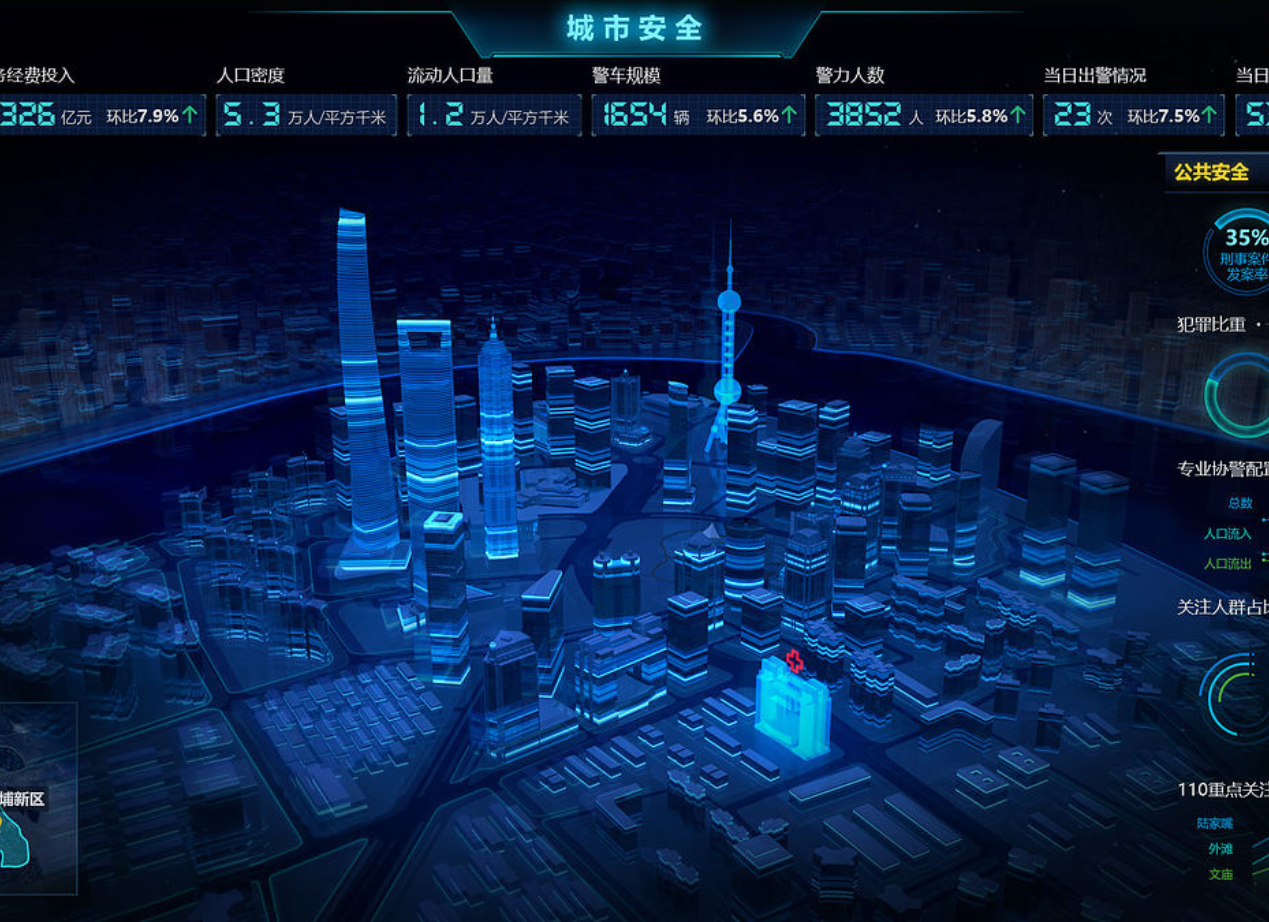 城市安全
务经费投入
人口密度
流动人口量
警车规模
警力人数
当日出警情况
当日
326 亿元 环比7.9%↑
5.3 万人/平方千米
1.2 万人/平方千米
1654 辆 环比5.6%↑
3852 人 环比5.8%↑
23 次 环比7.5%↑
公共安全
35%
刑事案件
发案率
犯罪比重
专业协警配置
总数
人口流入
人口流出
关注人群占比
埔新区
110重点关注
陆家嘴
外滩
文庙